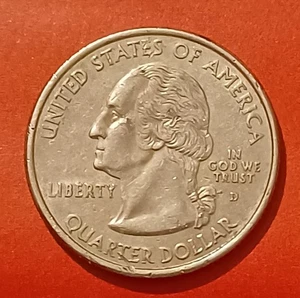 UNITED STATES OF AMERICA
LIBERTY
IN
GOD WE
TRUST
D
QUARTER DOLLAR